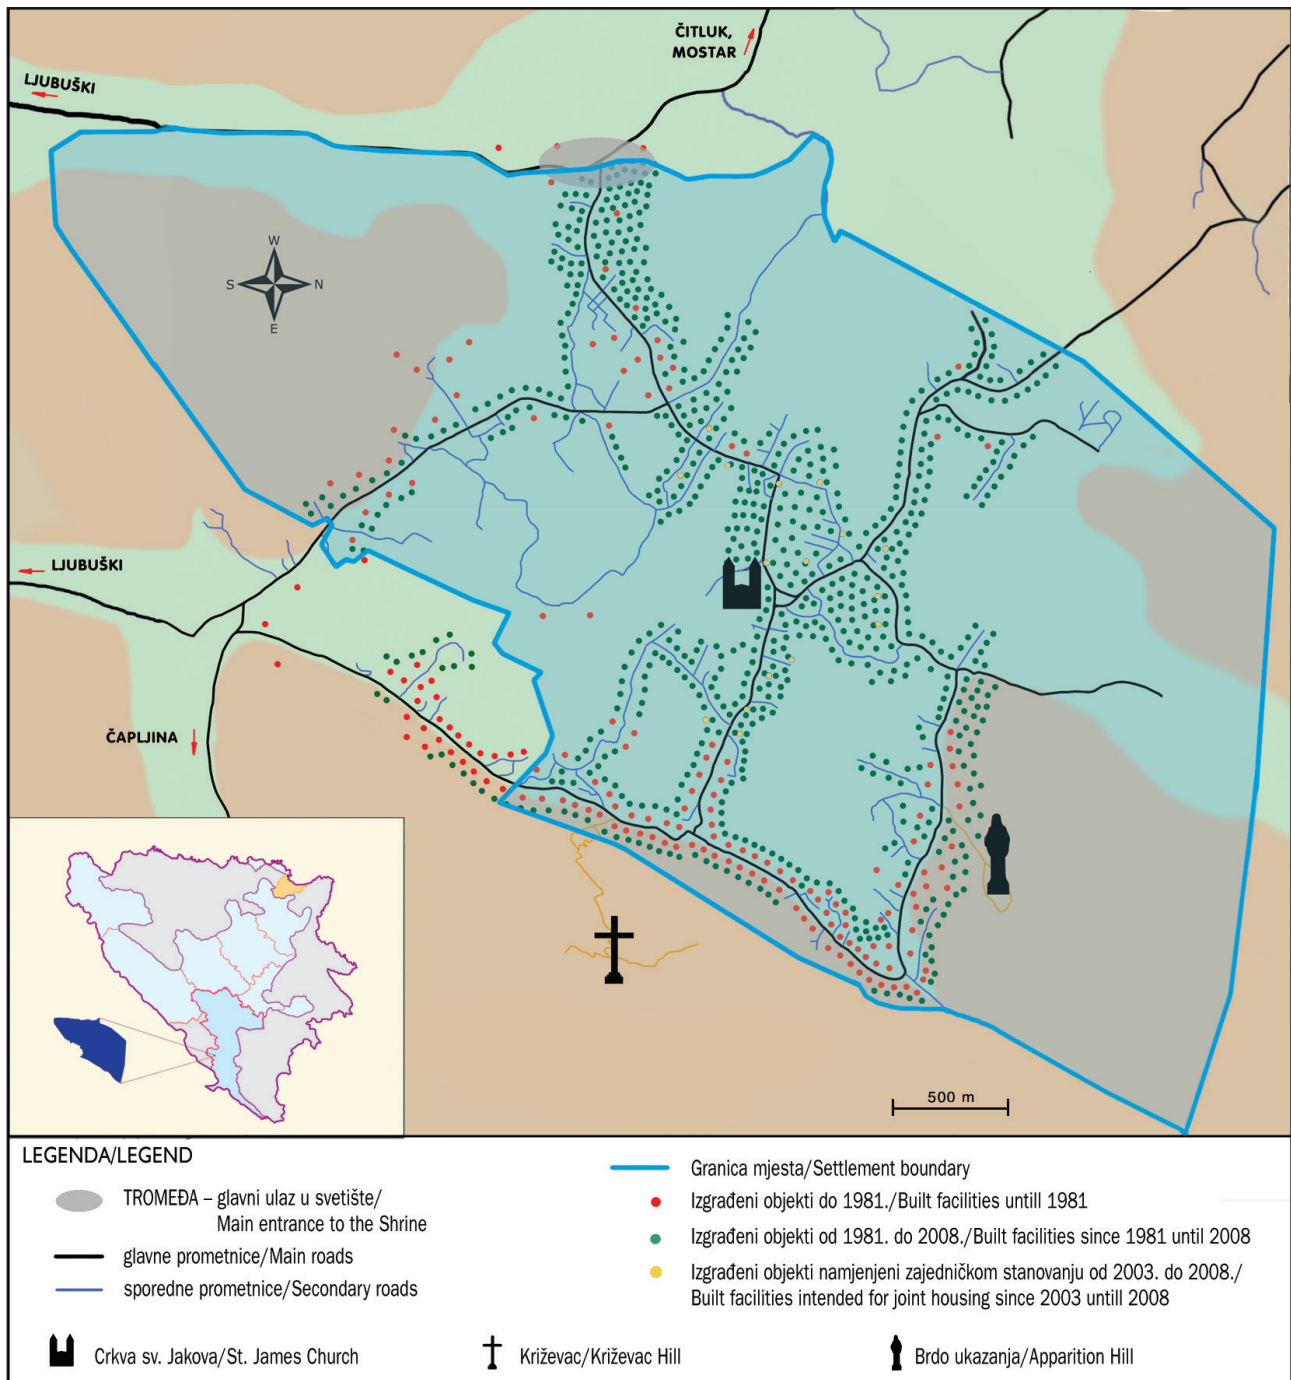 ČITLUK,
MOSTAR
LJUBUŠKI
W
S
N
E
LJUBUŠKI
ČAPLJINA
500 m
LEGENDA/LEGEND
TROMEĐA – glavni ulaz u svetište/
Main entrance to the Shrine
glavne prometnice/Main roads
sporedne prometnice/Secondary roads
Granica mjesta/Settlement boundary
Izgrađeni objekti do 1981./Built facilities untill 1981
Izgrađeni objekti od 1981. do 2008./Built facilities since 1981 until 2008
Izgrađeni objekti namjenjeni zajedničkom stanovanju od 2003. do 2008./
Built facilities intended for joint housing since 2003 untill 2008
Crkva sv. Jakova/St. James Church
Križevac/Križevac Hill
Brdo ukazanja/Apparition Hill